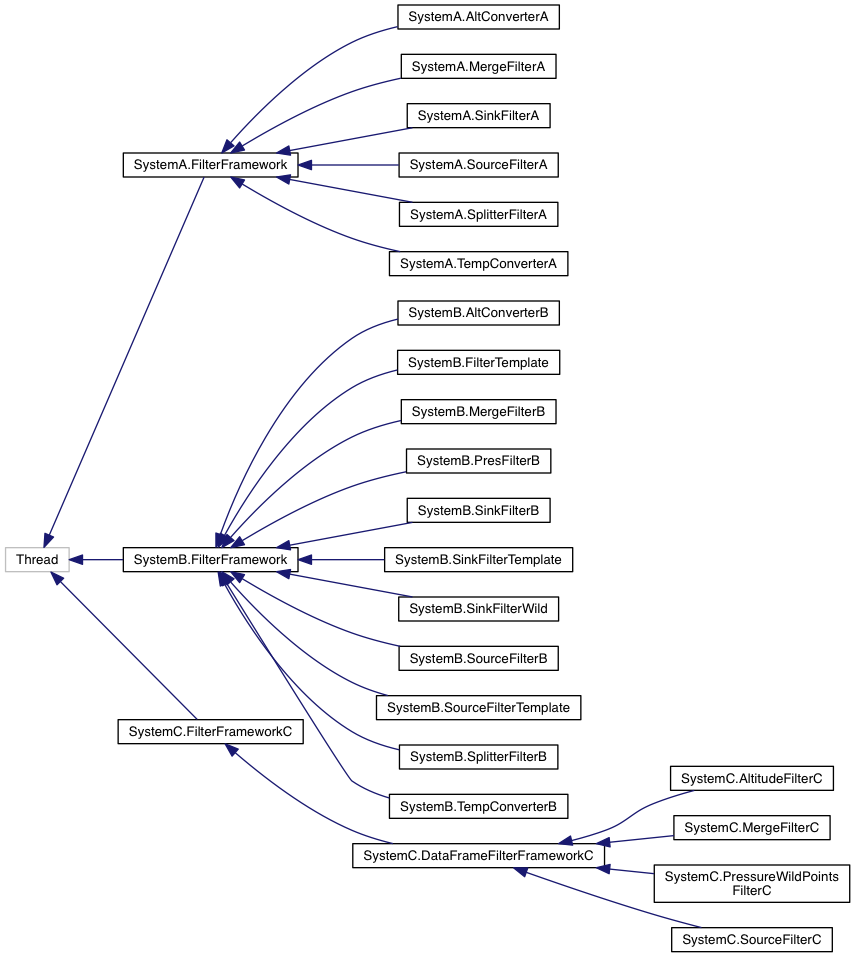 SystemA.AltConverterA
SystemA.MergeFilterA
SystemA.SinkFilterA
SystemA.FilterFramework
SystemA.SourceFilterA
SystemA.SplitterFilterA
SystemA.TempConverterA
SystemB.AltConverterB
SystemB.FilterTemplate
SystemB.MergeFilterB
SystemB.PresFilterB
SystemB.SinkFilterB
Thread
SystemB.FilterFramework
SystemB.SinkFilterTemplate
SystemB.SinkFilterWild
SystemB.SourceFilterB
SystemB.SourceFilterTemplate
SystemC.FilterFrameworkC
SystemB.SplitterFilterB
SystemC.AltitudeFilterC
SystemB.TempConverterB
SystemC.MergeFilterC
SystemC.DataFrameFilterFrameworkC
SystemC.PressureWildPoints
FilterC
SystemC.SourceFilterC